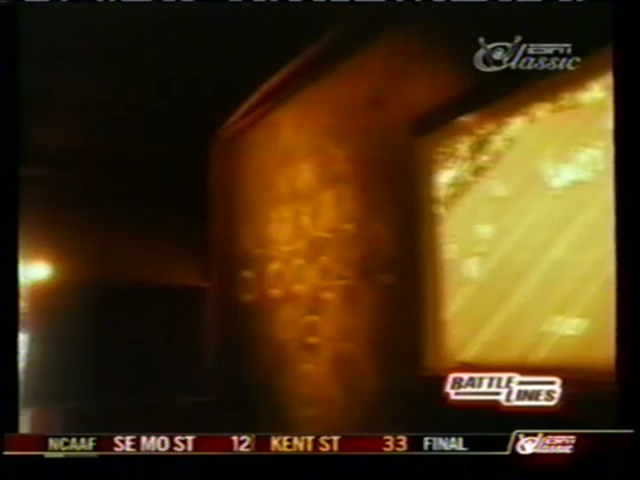 ESPN
Classic
BATTLE
LINES
NCAAF SE MO ST 12 KENT ST 33 FINAL ESPN
Classic